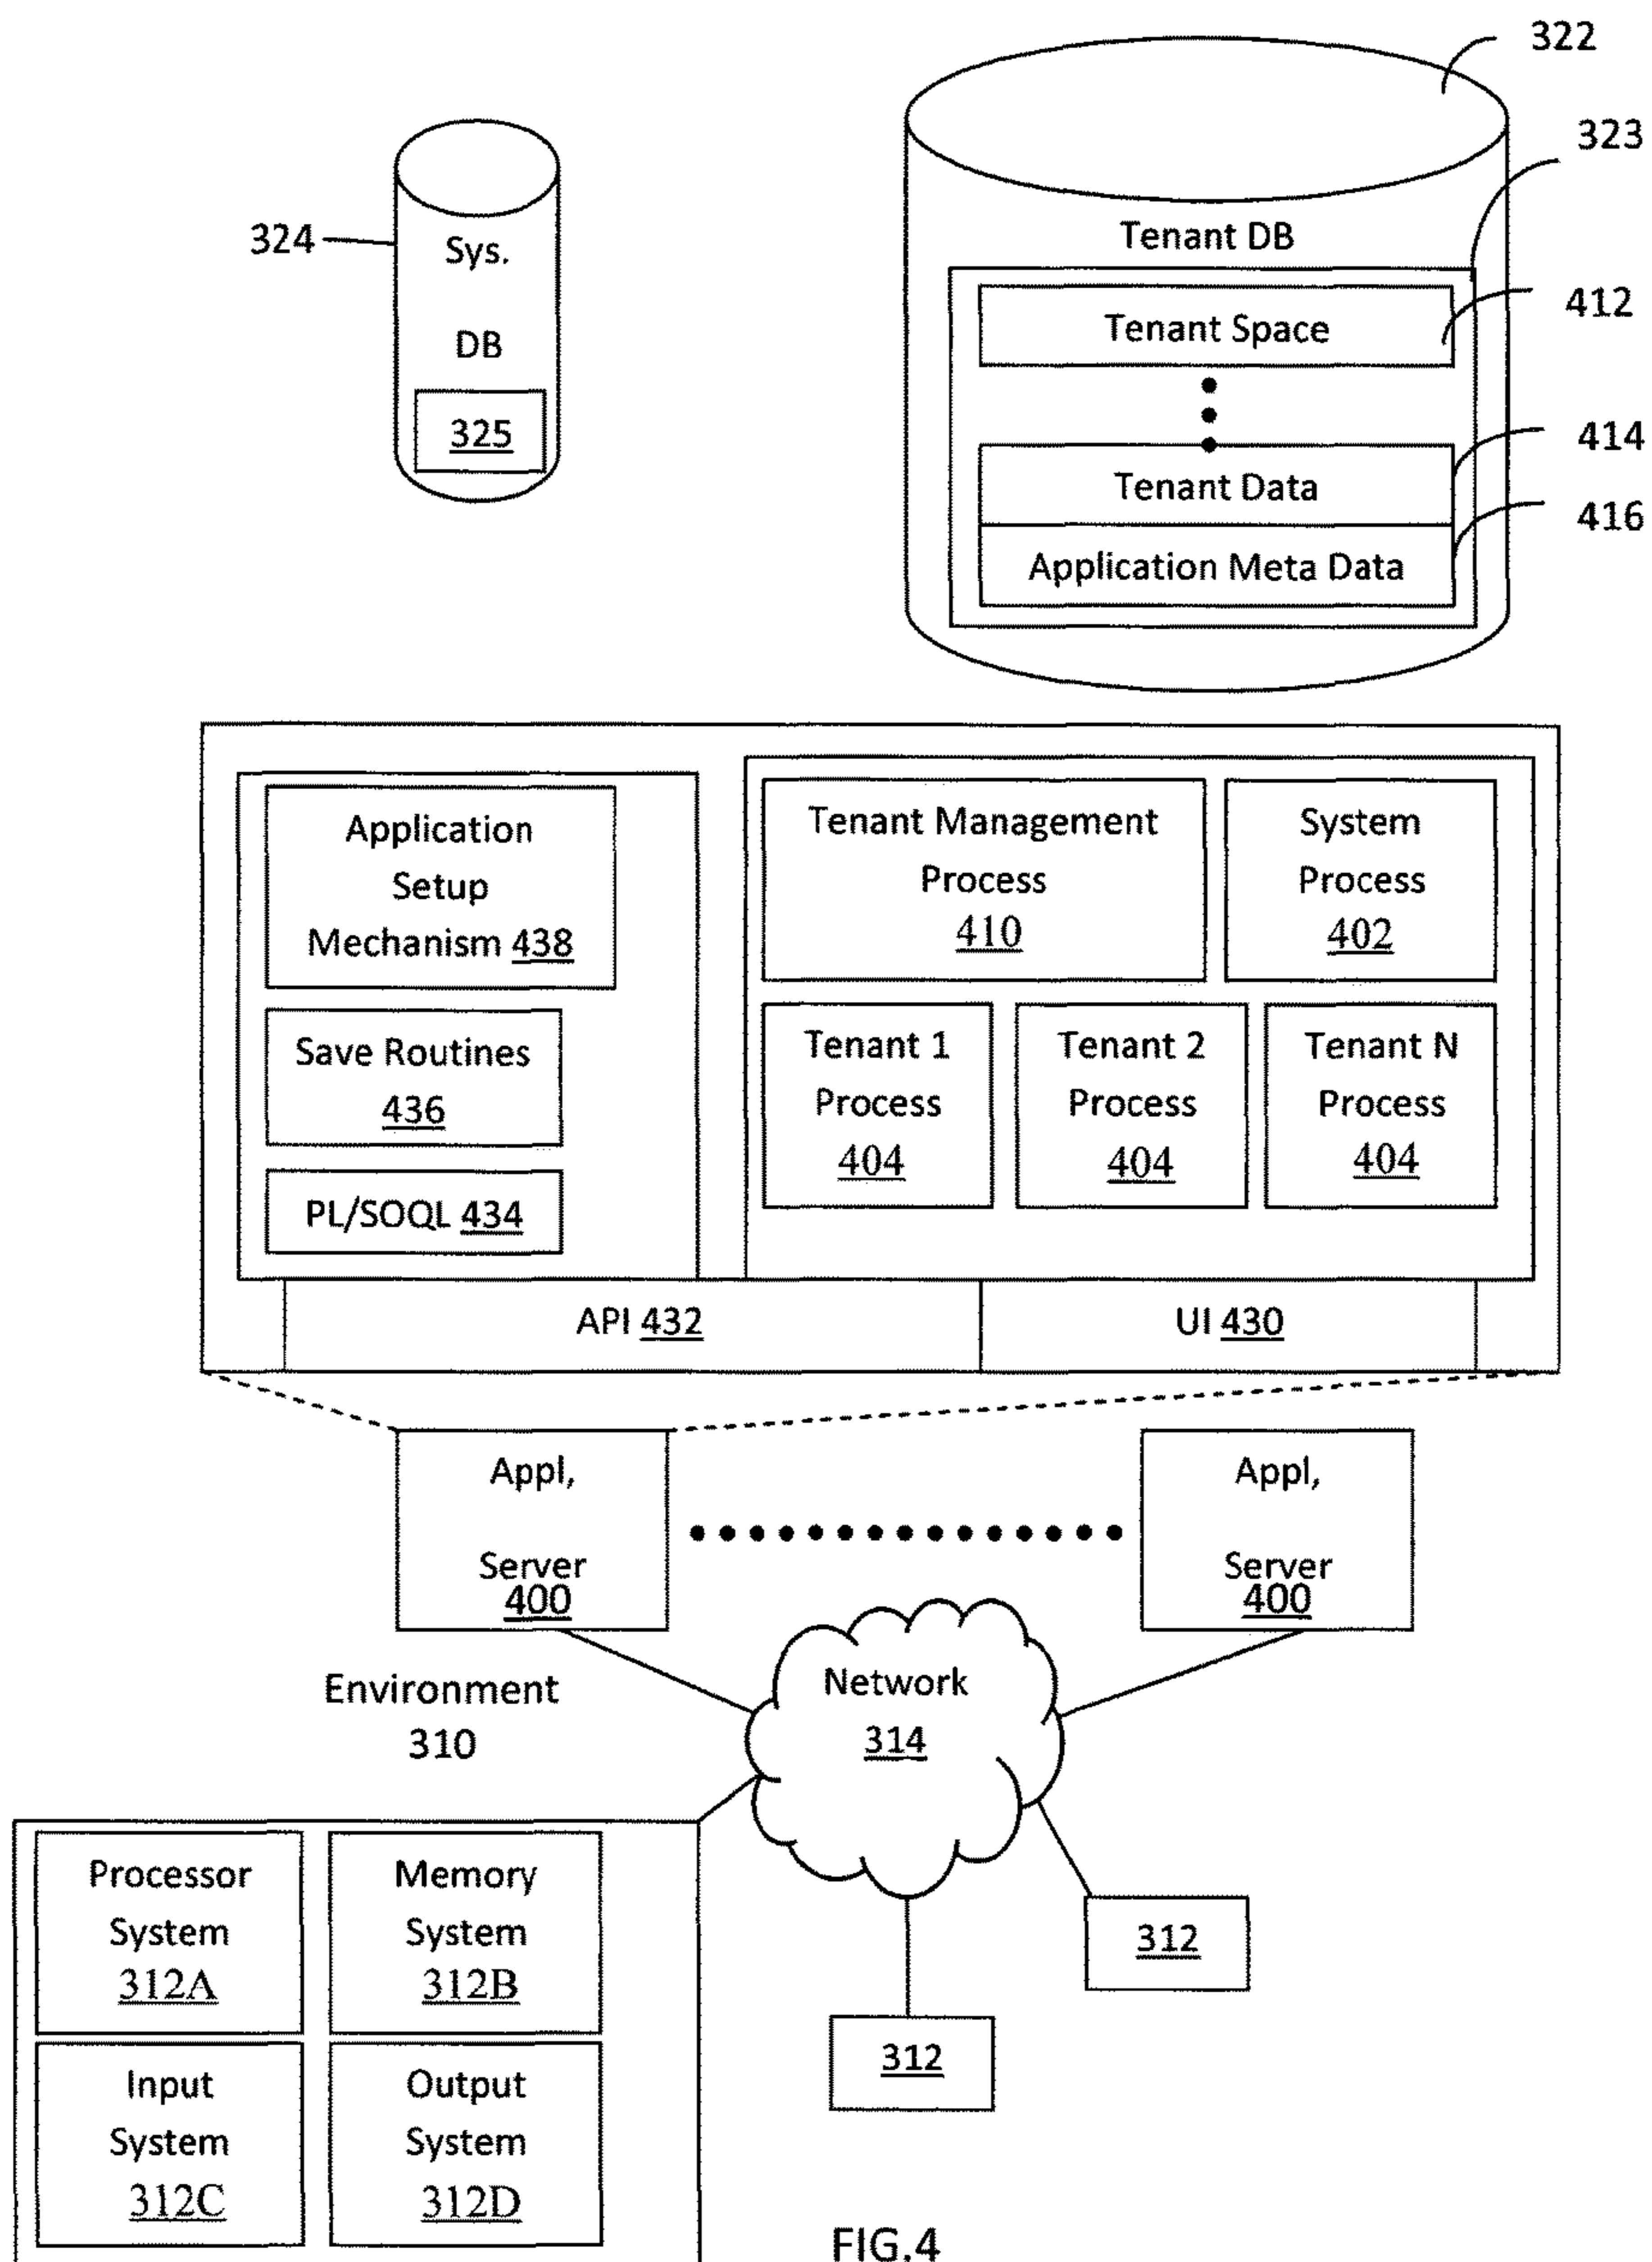 322
323
324
Sys.
DB
325
Tenant DB
Tenant Space
412
414
Tenant Data
416
Application Meta Data
Application
Setup
Mechanism 438
Save Routines
436
PL/SOQL 434
Tenant Management
Process
410
System
Process
402
Tenant 1
Process
404
Tenant 2
Process
404
Tenant N
Process
404
API 432
UI 430
Appl,
Server
400
Appl,
Server
400
Environment
310
Network
314
Processor
System
312A
Memory
System
312B
Input
System
312C
Output
System
312D
312
312
FIG.4